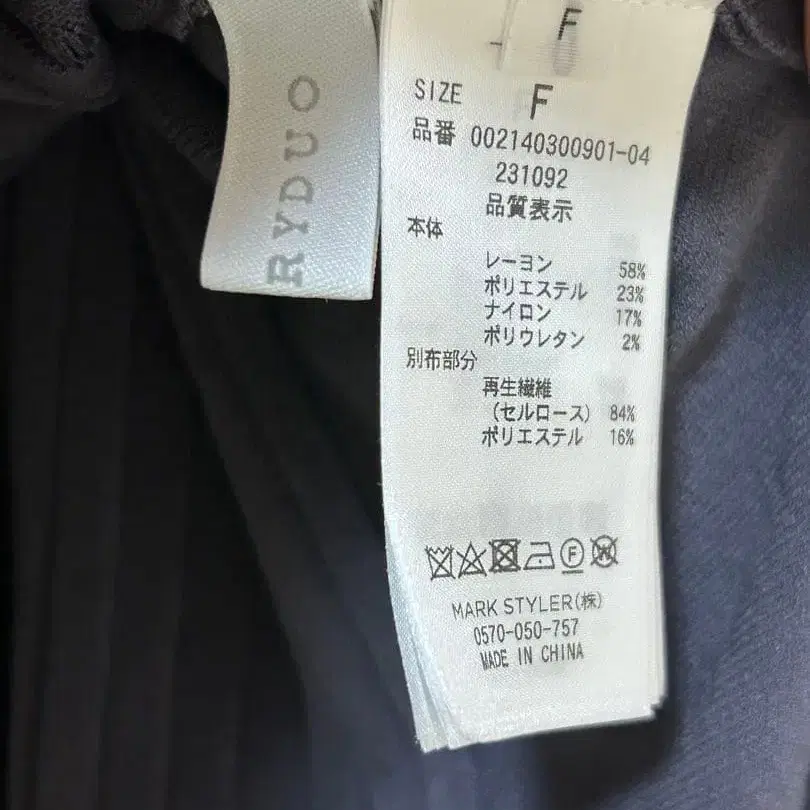 RYDUO
F
SIZE F
品番 002140300901-04
231092
品質表示
本体
レーヨン 58%
ポリエステル 23%
ナイロン 17%
ポリウレタン 2%
別布部分
再生繊維
(セルロース) 84%
ポリエステル 16%
F W
MARK STYLER(株)
0570-050-757
MADE IN CHINA